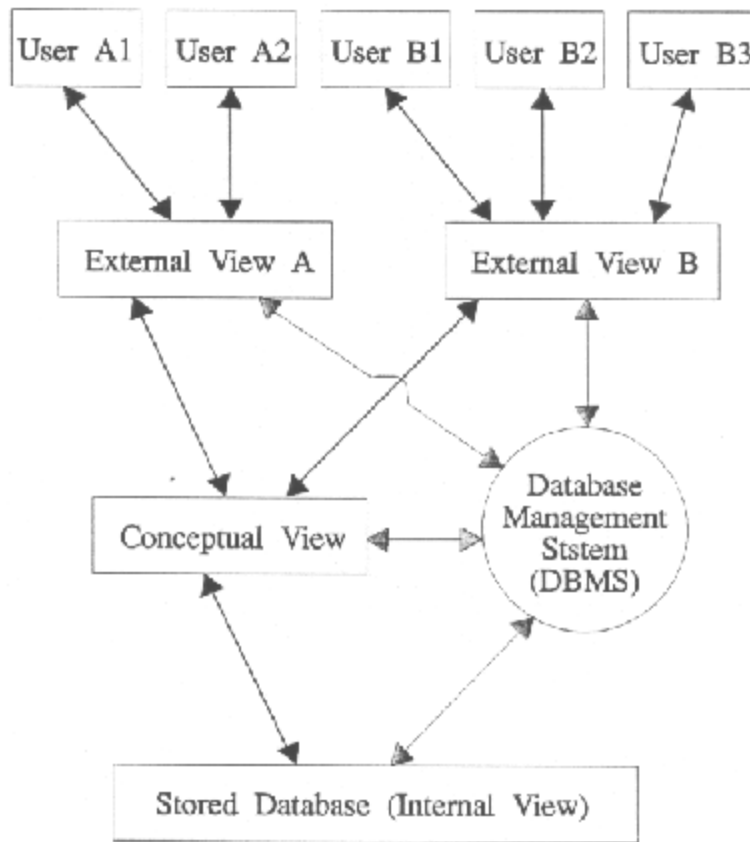 User A1
User A2
User B1
User B2
User B3
External View A
External View B
Conceptual View
Database
Management
Ststem
(DBMS)
Stored Database (Internal View)